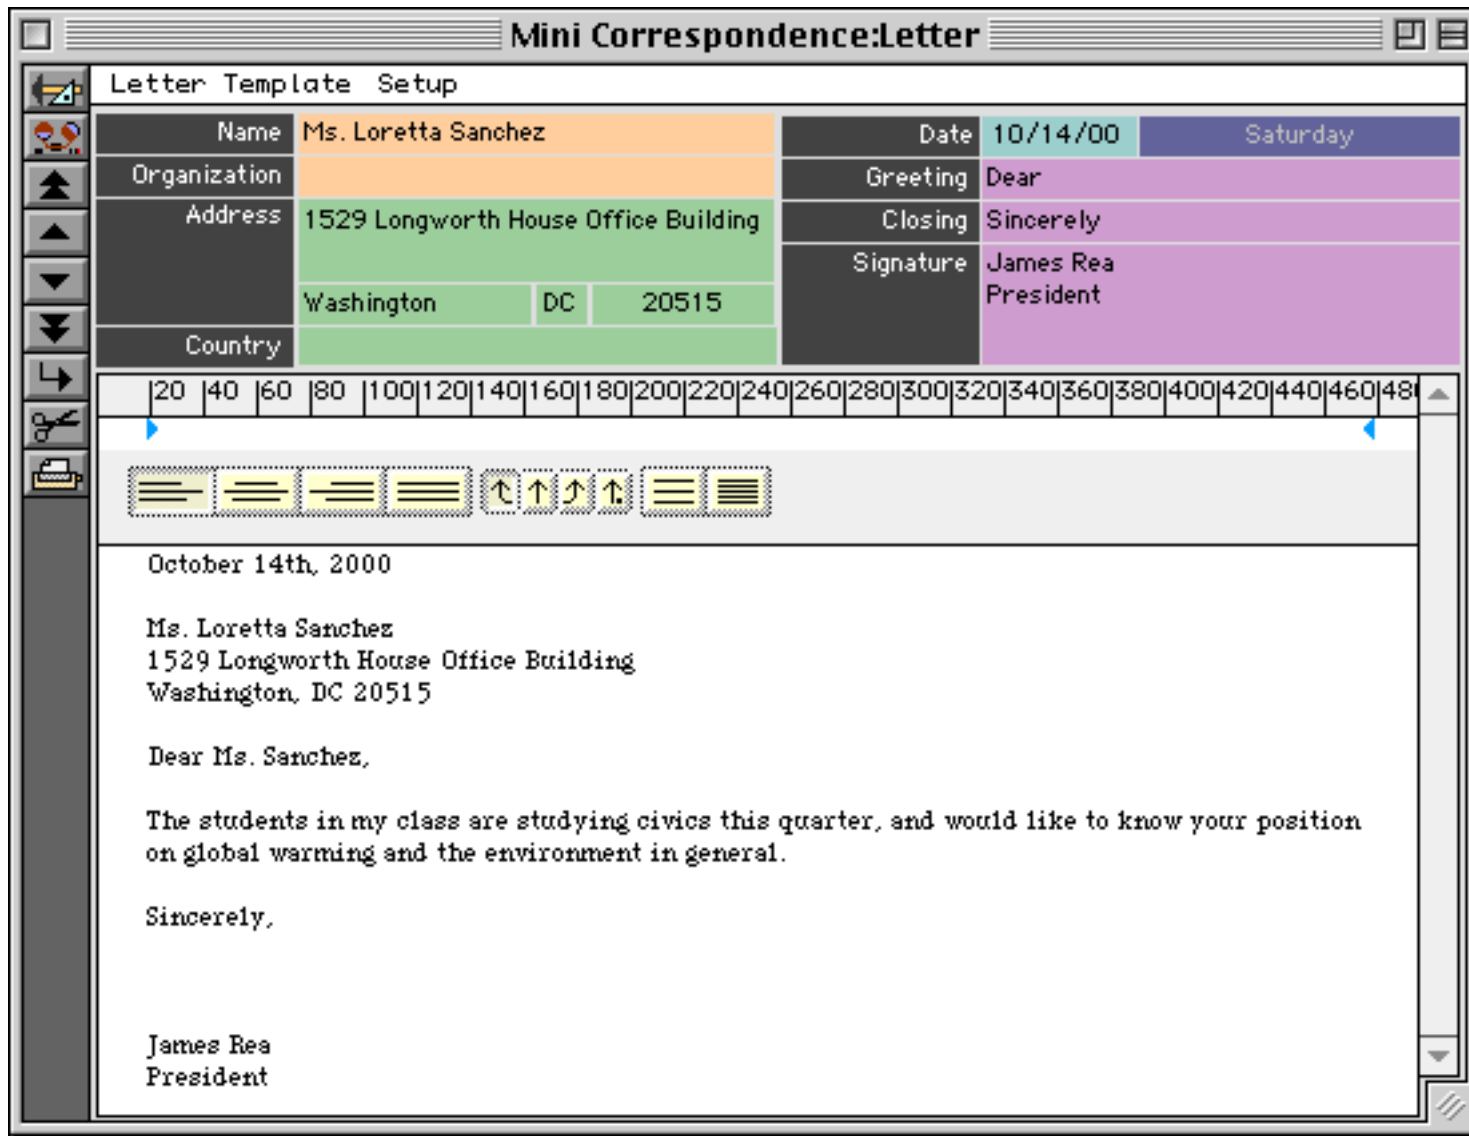 Mini Correspondence:Letter
Letter Template Setup
Name Ms. Loretta Sanchez
Organization
Address 1529 Longworth House Office Building
Washington DC 20515
Country
Date 10/14/00 Saturday
Greeting Dear
Closing Sincerely
Signature James Rea
President
|20 |40 |60 |80 |100|120|140|160|180|200|220|240|260|280|300|320|340|360|380|400|420|440|460|48
October 14th, 2000
Ms. Loretta Sanchez
1529 Longworth House Office Building
Washington, DC 20515
Dear Ms. Sanchez,
The students in my class are studying civics this quarter, and would like to know your position
on global warming and the environment in general.
Sincerely,
James Rea
President